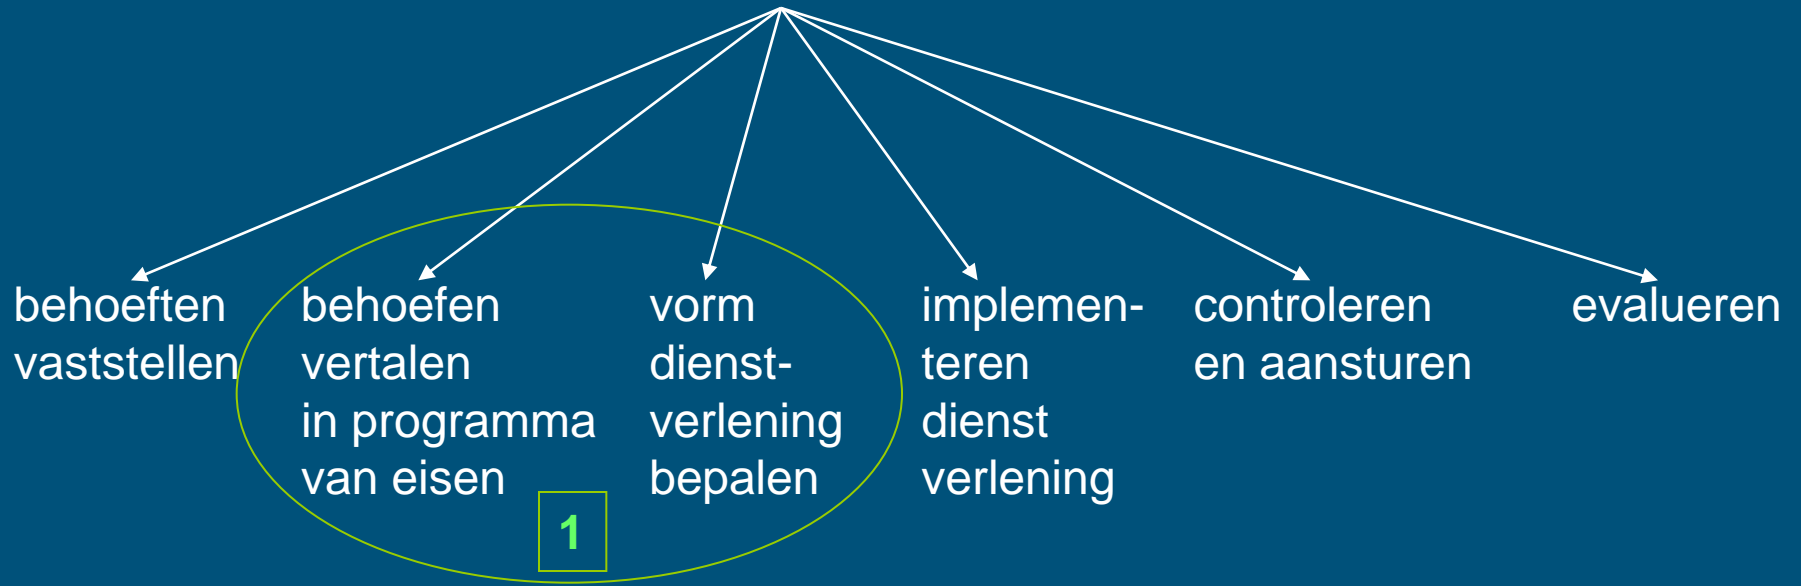 behoeften
vaststellen
behoefen
vertalen
in programma
van eisen
vorm
dienst-
verlening
bepalen
implemen-
teren
dienst
verlening
controleren
en aansturen
evalueren
1